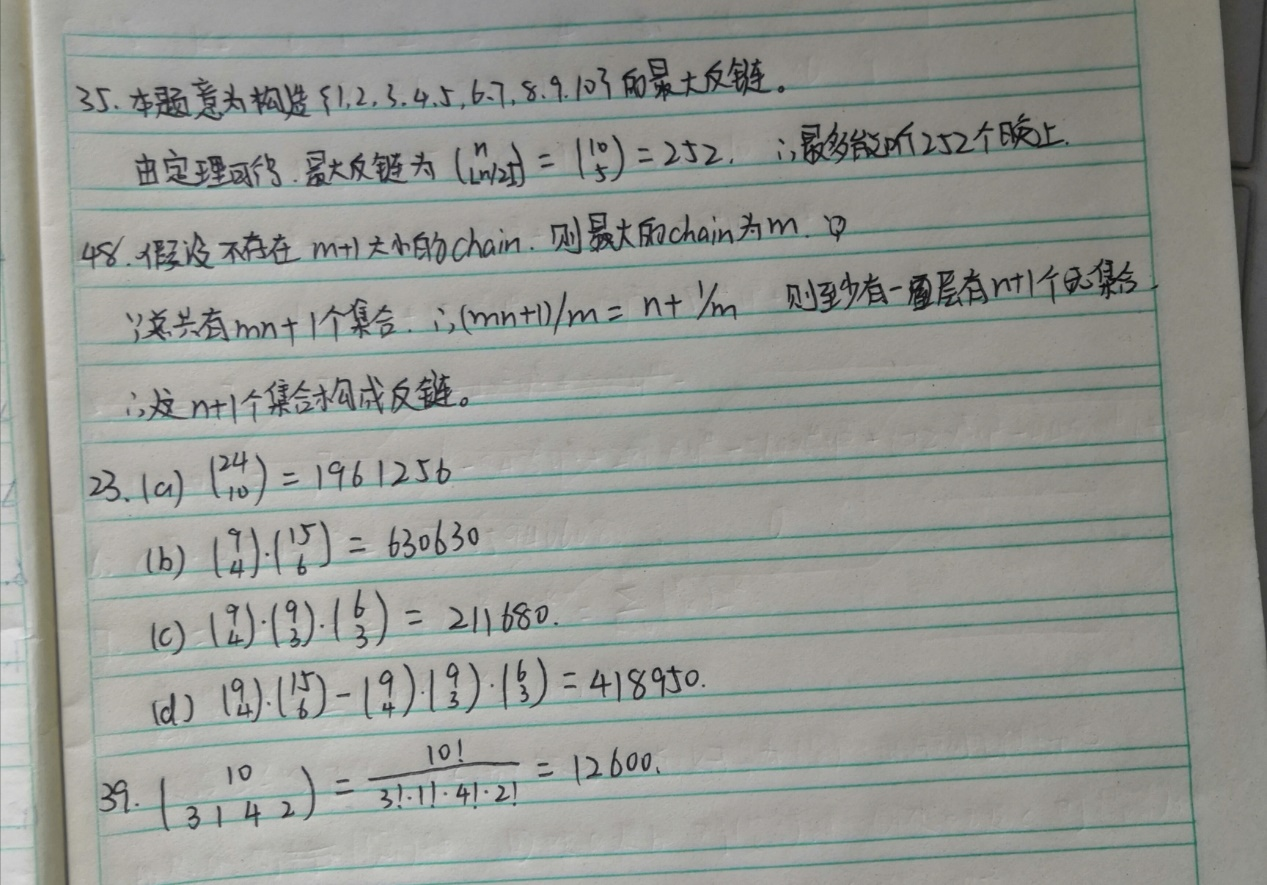 35. 本题意为构造{1,2,3,4,5,6,7,8,9,10}的最大反链。
由定理可得,最大反链为 (n ⌊n/2⌋) = (10 5) = 252. ∴最多能听252个晚上.
48. 假设不存在 m+1大小的chain. 则最大的chain为m.
∵总共有mn+1个集合. ∴(mn+1)/m = n+1/m 则至少有一层有n+1个集合.
∴这n+1个集合构成反链。
23. (a) (24 10) = 1961256
(b) (9 4)·(15 6) = 630630
(c) (9 4)·(9 3)·(6 3) = 211680.
(d) (9 4)·(15 6) - (9 4)·(9 3)·(6 3) = 418950.
39. (10 3 1 4 2) = 10! / 3!·1!·4!·2! = 12600.